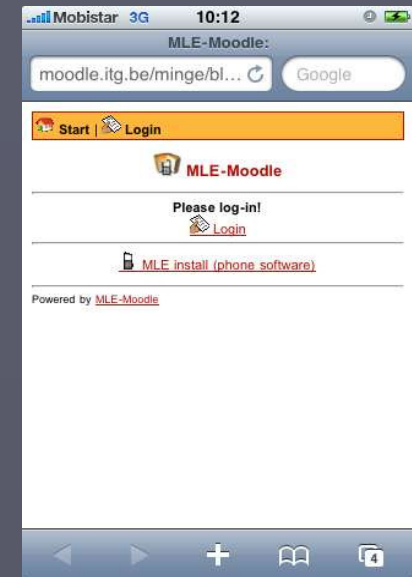 Mobistar 3G 10:12
MLE-Moodle:
moodle.itg.be/minge/bl... Google
Start | Login
MLE-Moodle
Please log-in!
Login
MLE install (phone software)
Powered by MLE-Moodle
4